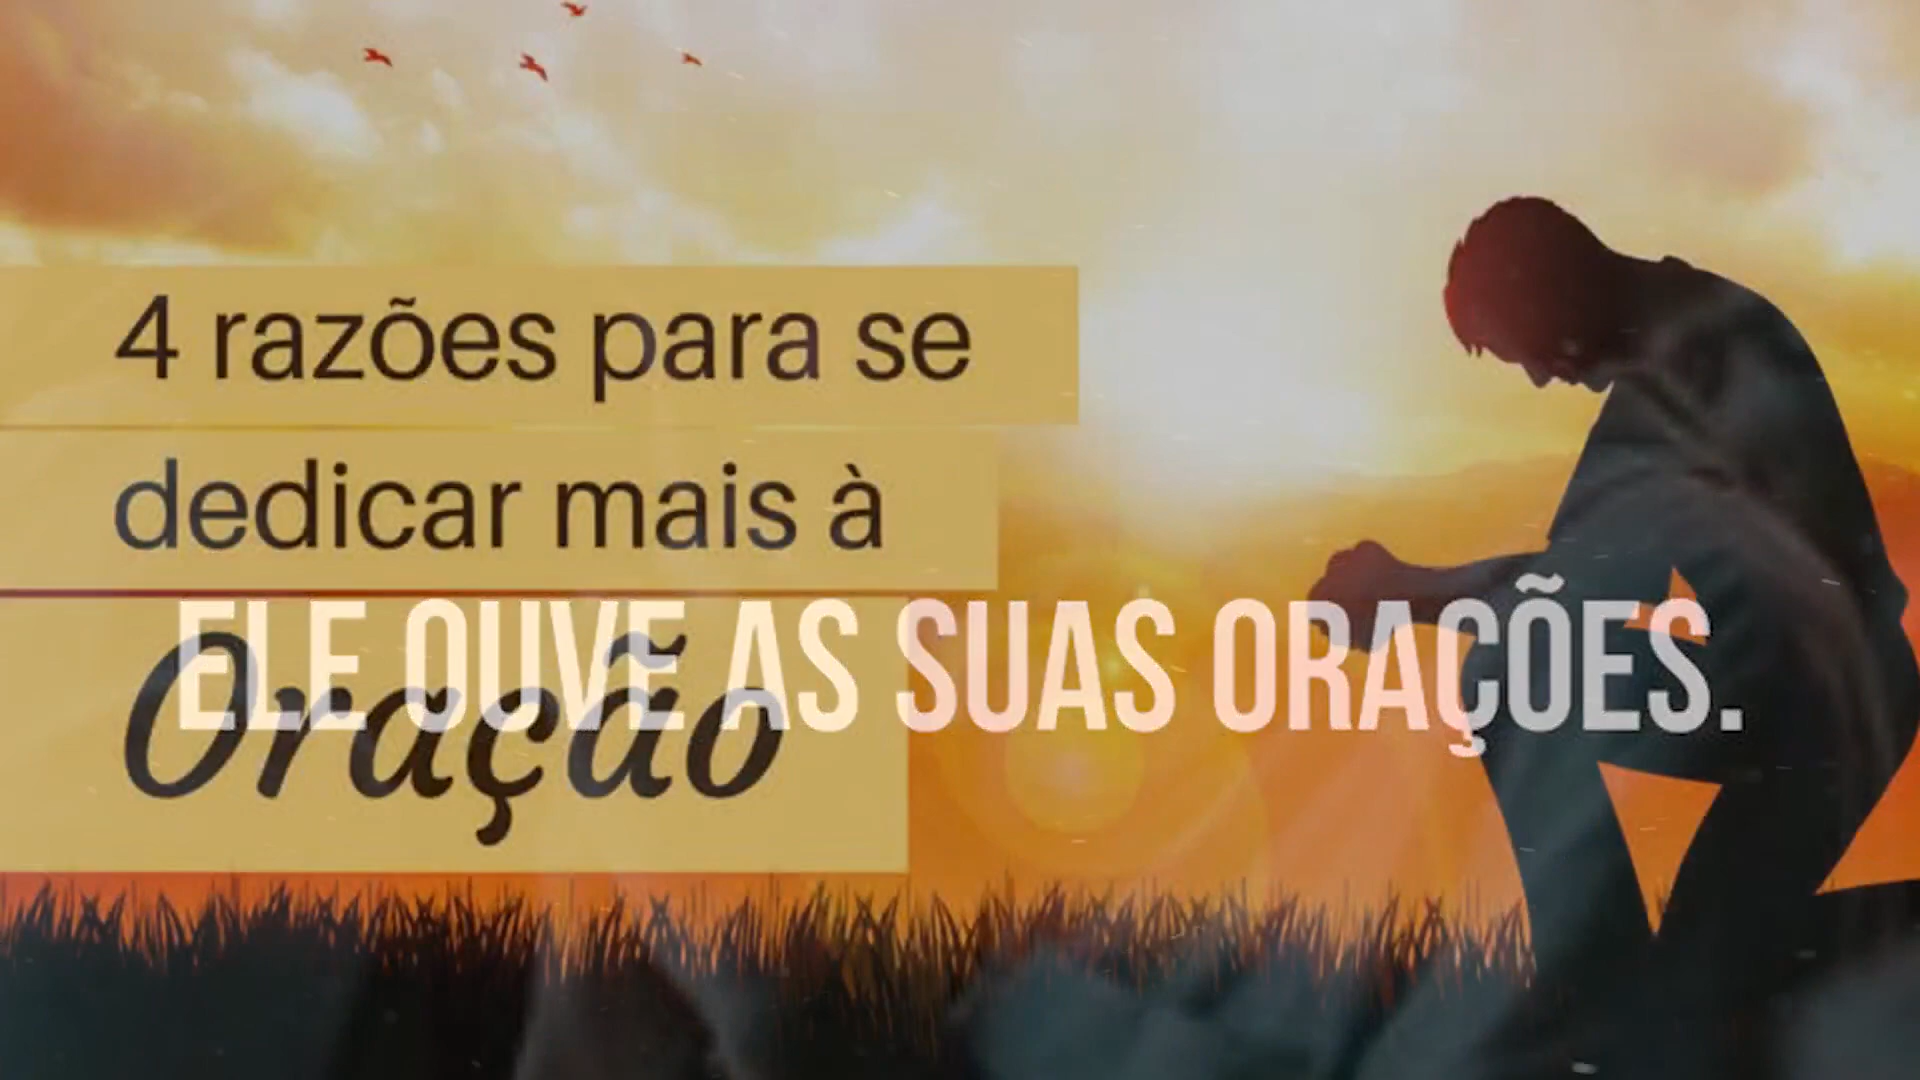 4 razões para se
dedicar mais à
Oração
ELE OUVE AS SUAS ORAÇÕES.